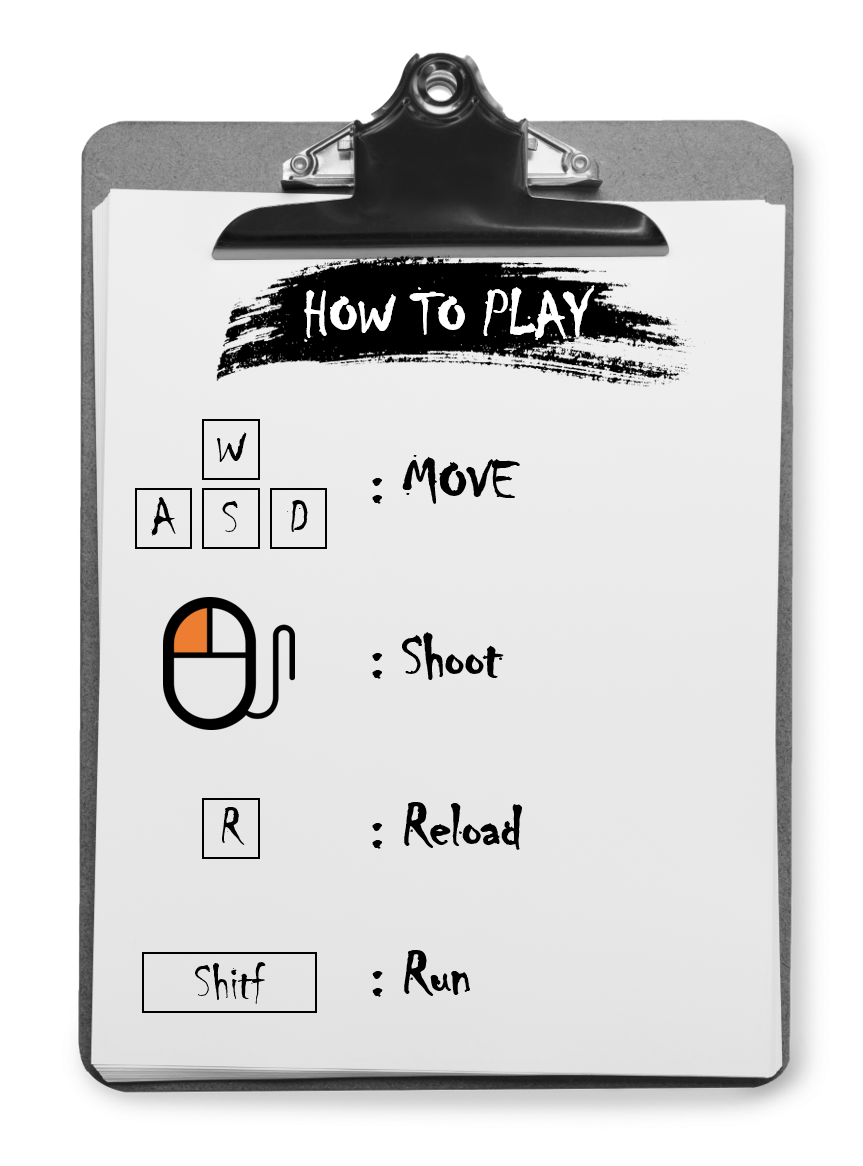 HOW TO PLAY
W
A S D
: MOVE
: Shoot
R : Reload
Shitf : Run